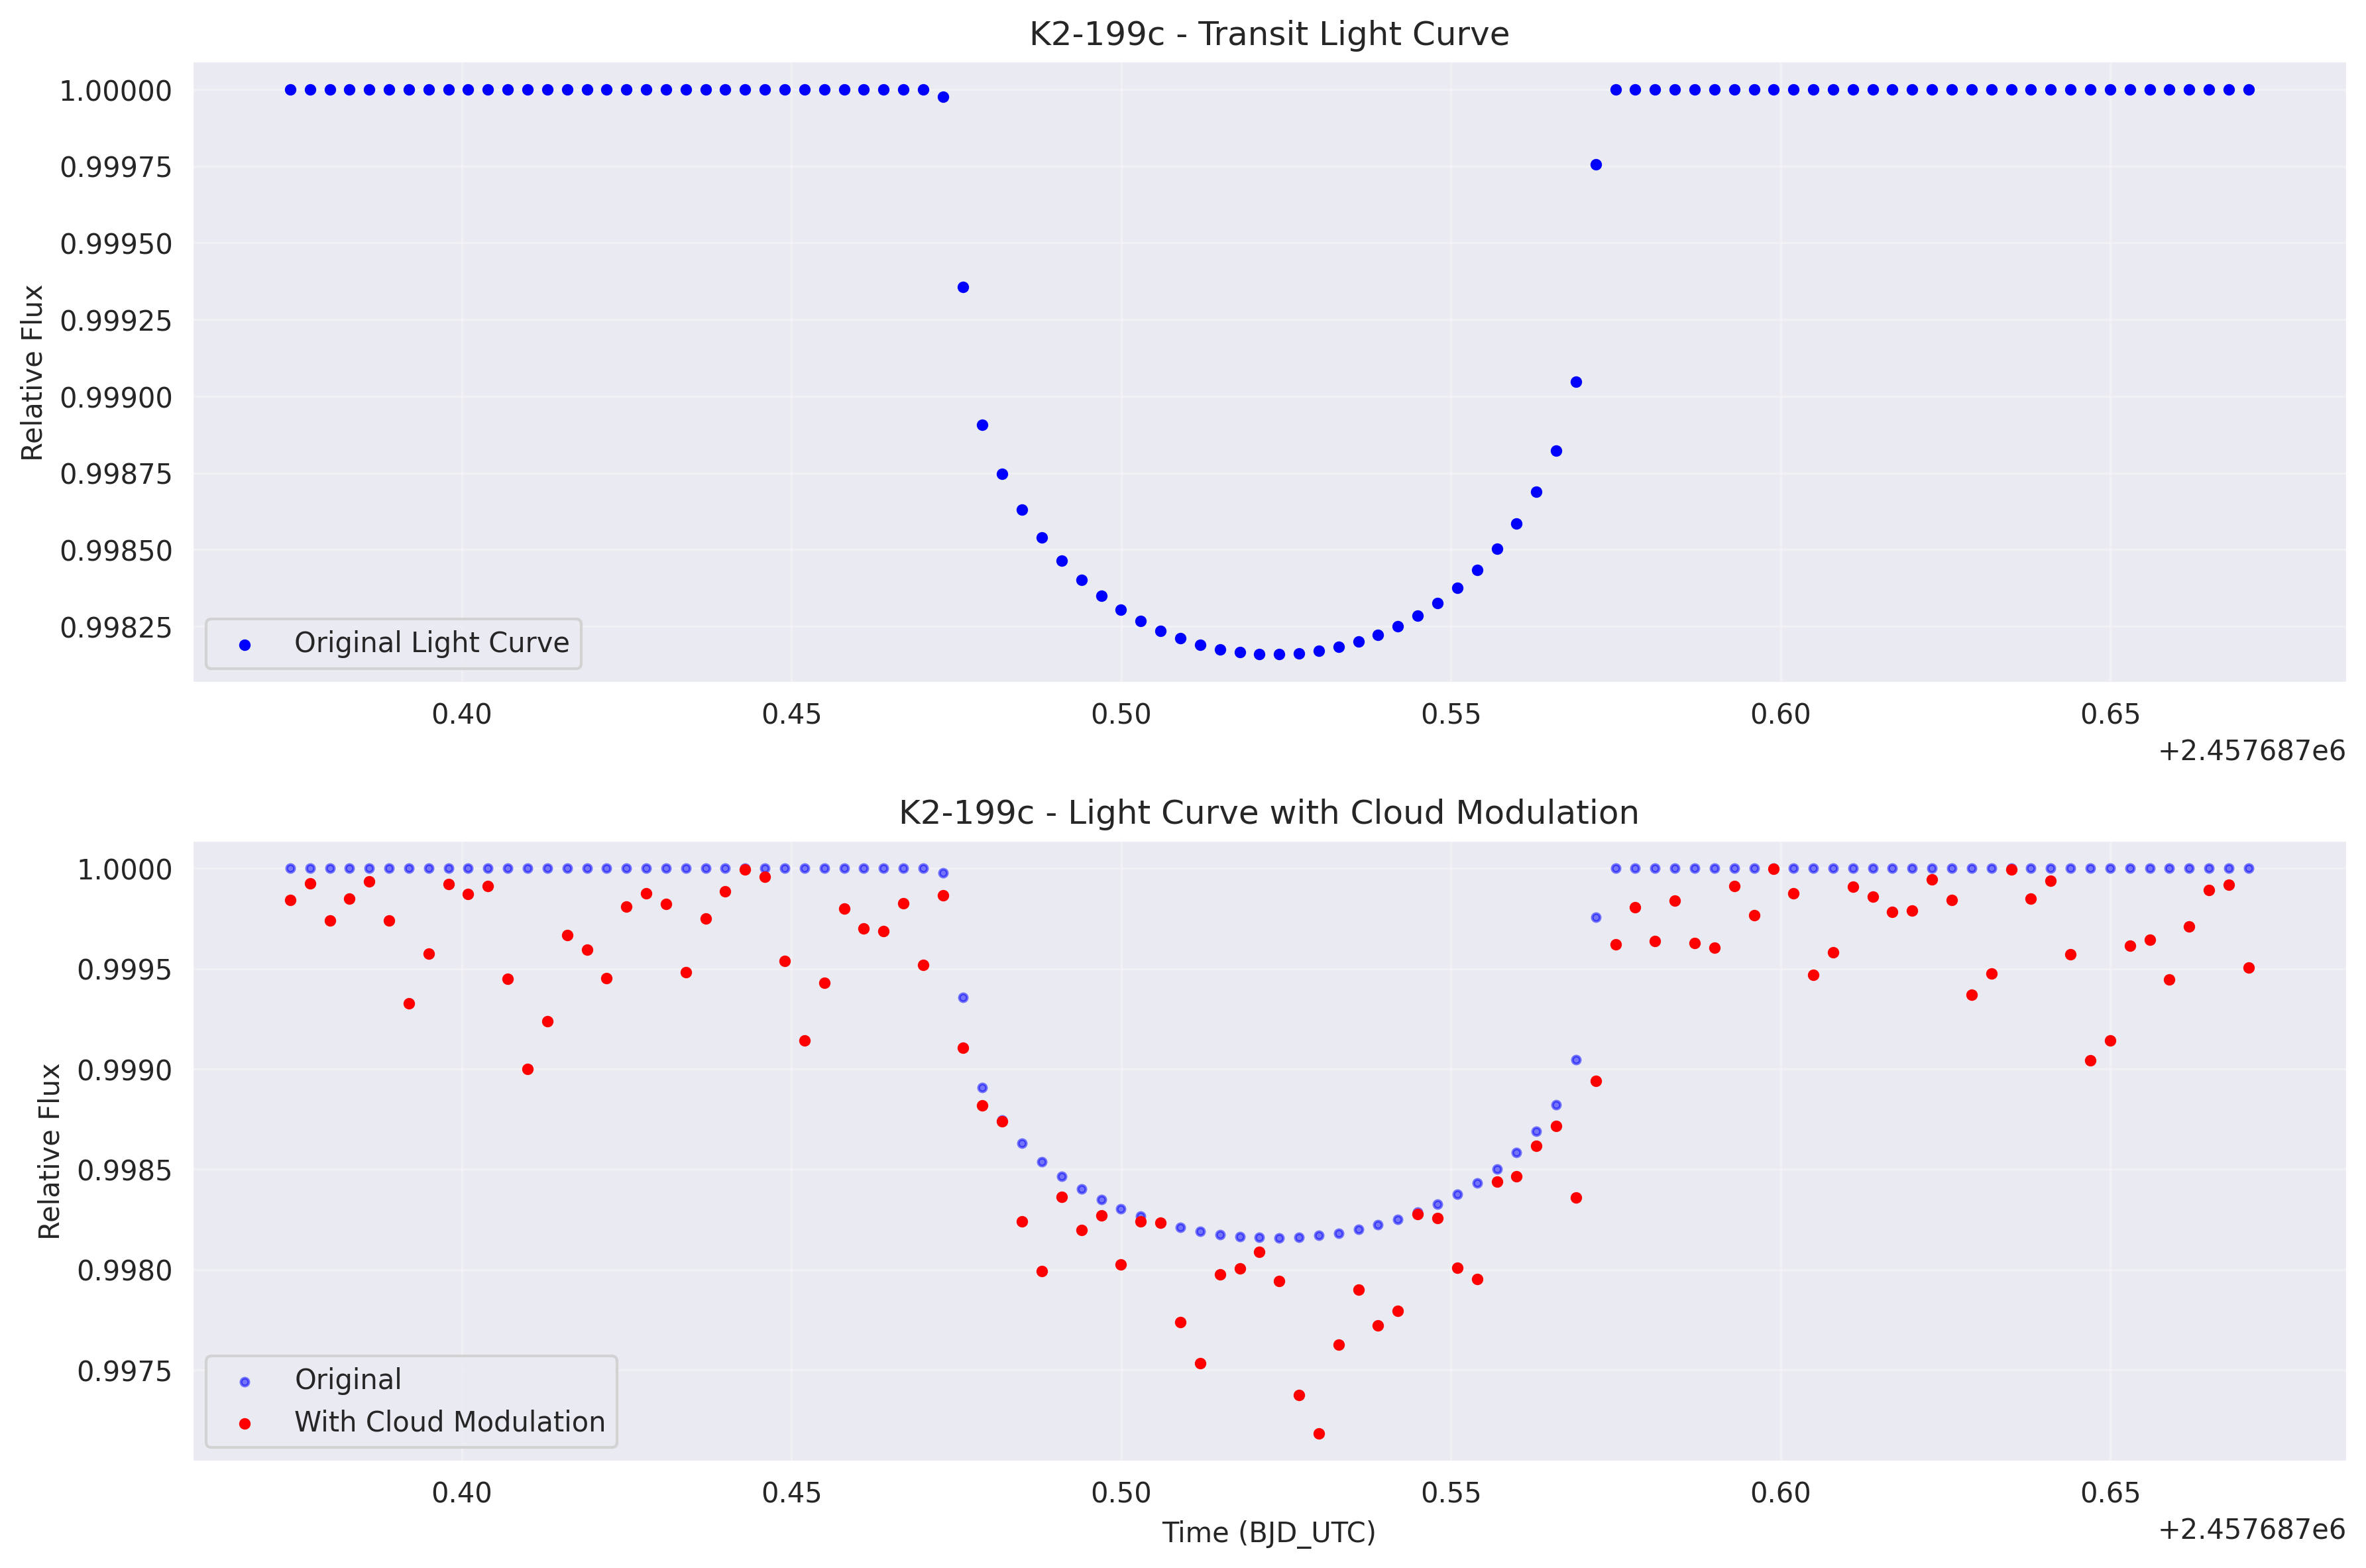 K2-199c - Transit Light Curve
1.00000
0.99975
0.99950
0.99925
0.99900
0.99875
0.99850
0.99825
Relative Flux
Original Light Curve
0.40 0.45 0.50 0.55 0.60 0.65
+2.457687e6
K2-199c - Light Curve with Cloud Modulation
1.0000
0.9995
0.9990
0.9985
0.9980
0.9975
Relative Flux
Original
With Cloud Modulation
0.40 0.45 0.50 0.55 0.60 0.65
Time (BJD_UTC)
+2.457687e6